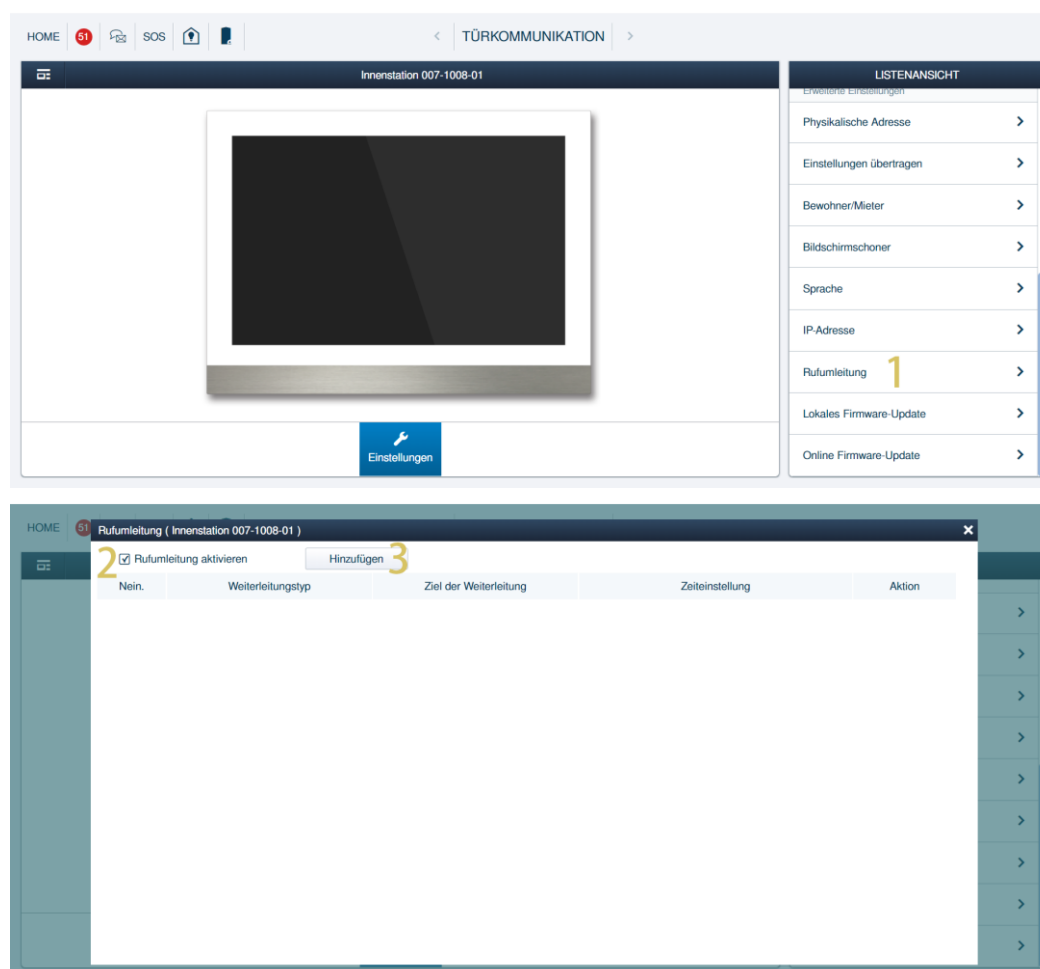 HOME 51 SOS < TÜRKOMMUNIKATION >
Innenstation 007-1008-01
LISTENANSICHT
Erweiterte Einstellungen
Physikalische Adresse
Einstellungen übertragen
Bewohner/Mieter
Bildschirmschoner
Sprache
IP-Adresse
Rufumleitung 1
Lokales Firmware-Update
Einstellungen
Online Firmware-Update
HOME 51
Rufumleitung ( Innenstation 007-1008-01 )
2 Rufumleitung aktivieren Hinzufügen 3
Nein. Weiterleitungstyp Ziel der Weiterleitung Zeiteinstellung Aktion